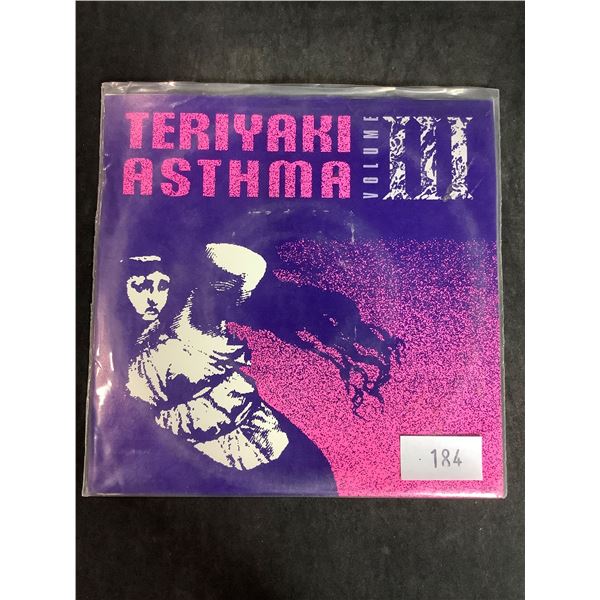 TERIYAKI
ASTHMA
VOLUME III
184